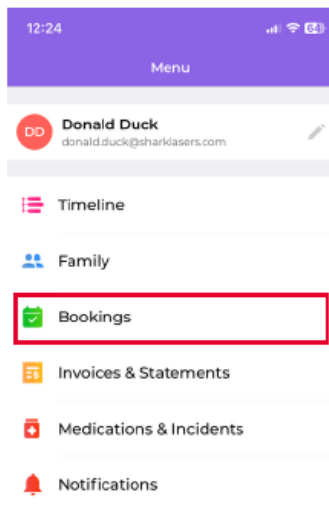 12:24
64
Menu
DD
Donald Duck
donald.duck@sharklasers.com
Timeline
Family
Bookings
Invoices & Statements
Medications & Incidents
Notifications